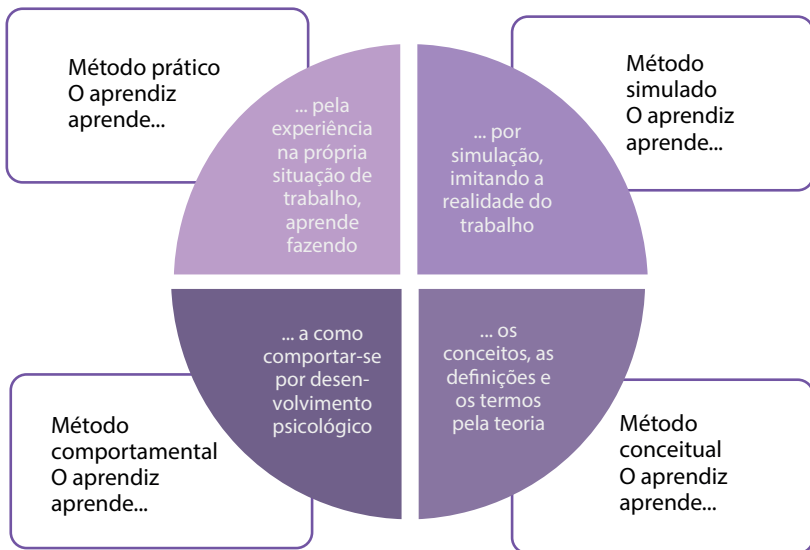 Método prático
O aprendiz
aprende...
... pela
experiência
na própria
situação de
trabalho,
aprende
fazendo
Método
simulado
O aprendiz
aprende...
... por
simulação,
imitando a
realidade do
trabalho
Método
comportamental
O aprendiz
aprende...
... a como
comportar-se
por desen-
volvimento
psicológico
Método
conceitual
O aprendiz
aprende...
... os
conceitos, as
definições e
os termos
pela teoria